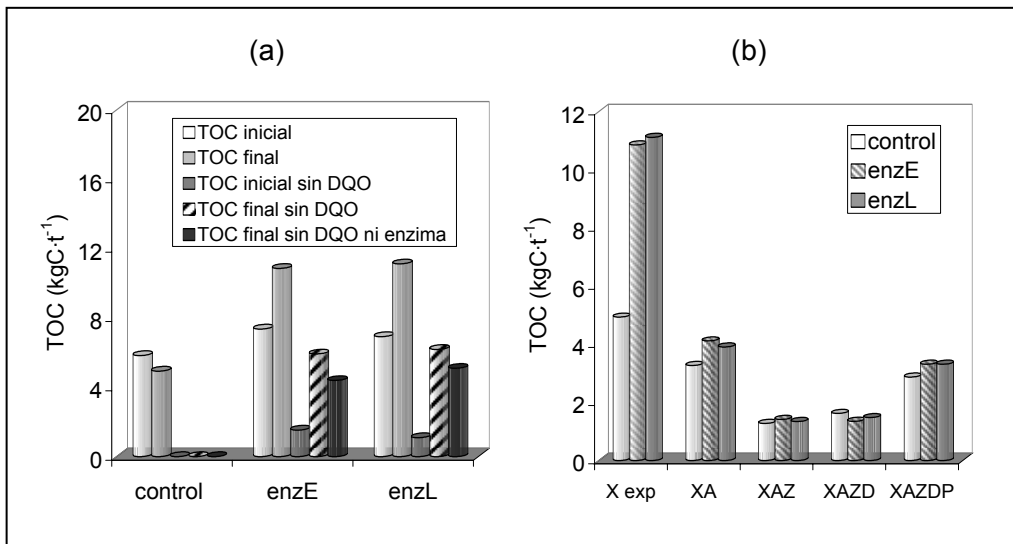 (a)
TOC (kgC·t⁻¹)
20
16
12
8
4
0
TOC inicial
TOC final
TOC inicial sin DQO
TOC final sin DQO
TOC final sin DQO ni enzima
control enzE enzL
(b)
TOC (kgC·t⁻¹)
12
10
8
6
4
2
0
control
enzE
enzL
X exp XA XAZ XAZD XAZDP